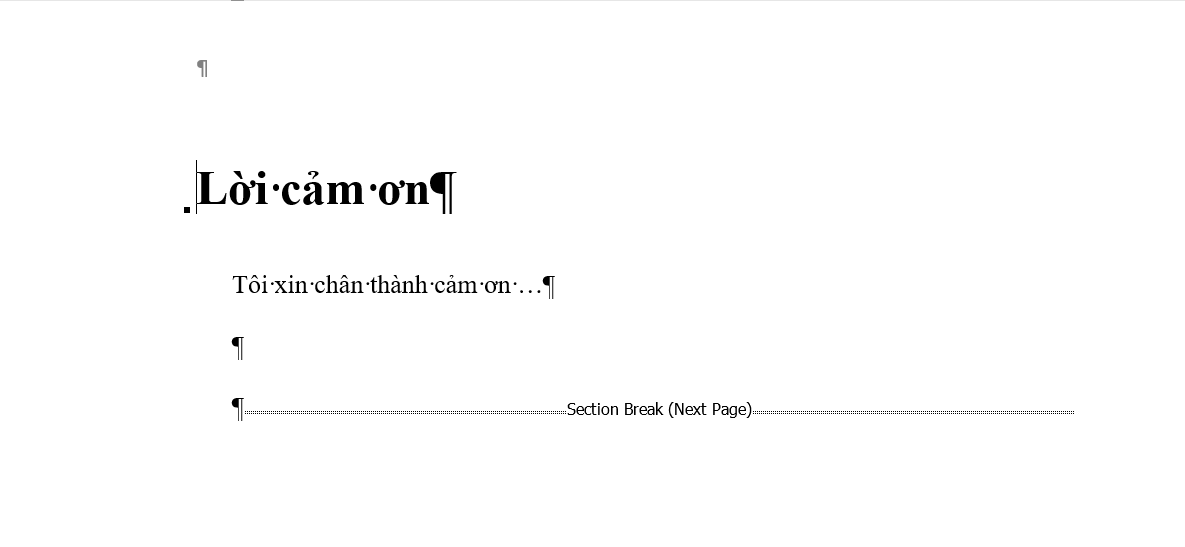 ¶
Lời·cảm·ơn¶
Tôi·xin·chân·thành·cảm·ơn·…¶
¶
¶Section Break (Next Page)